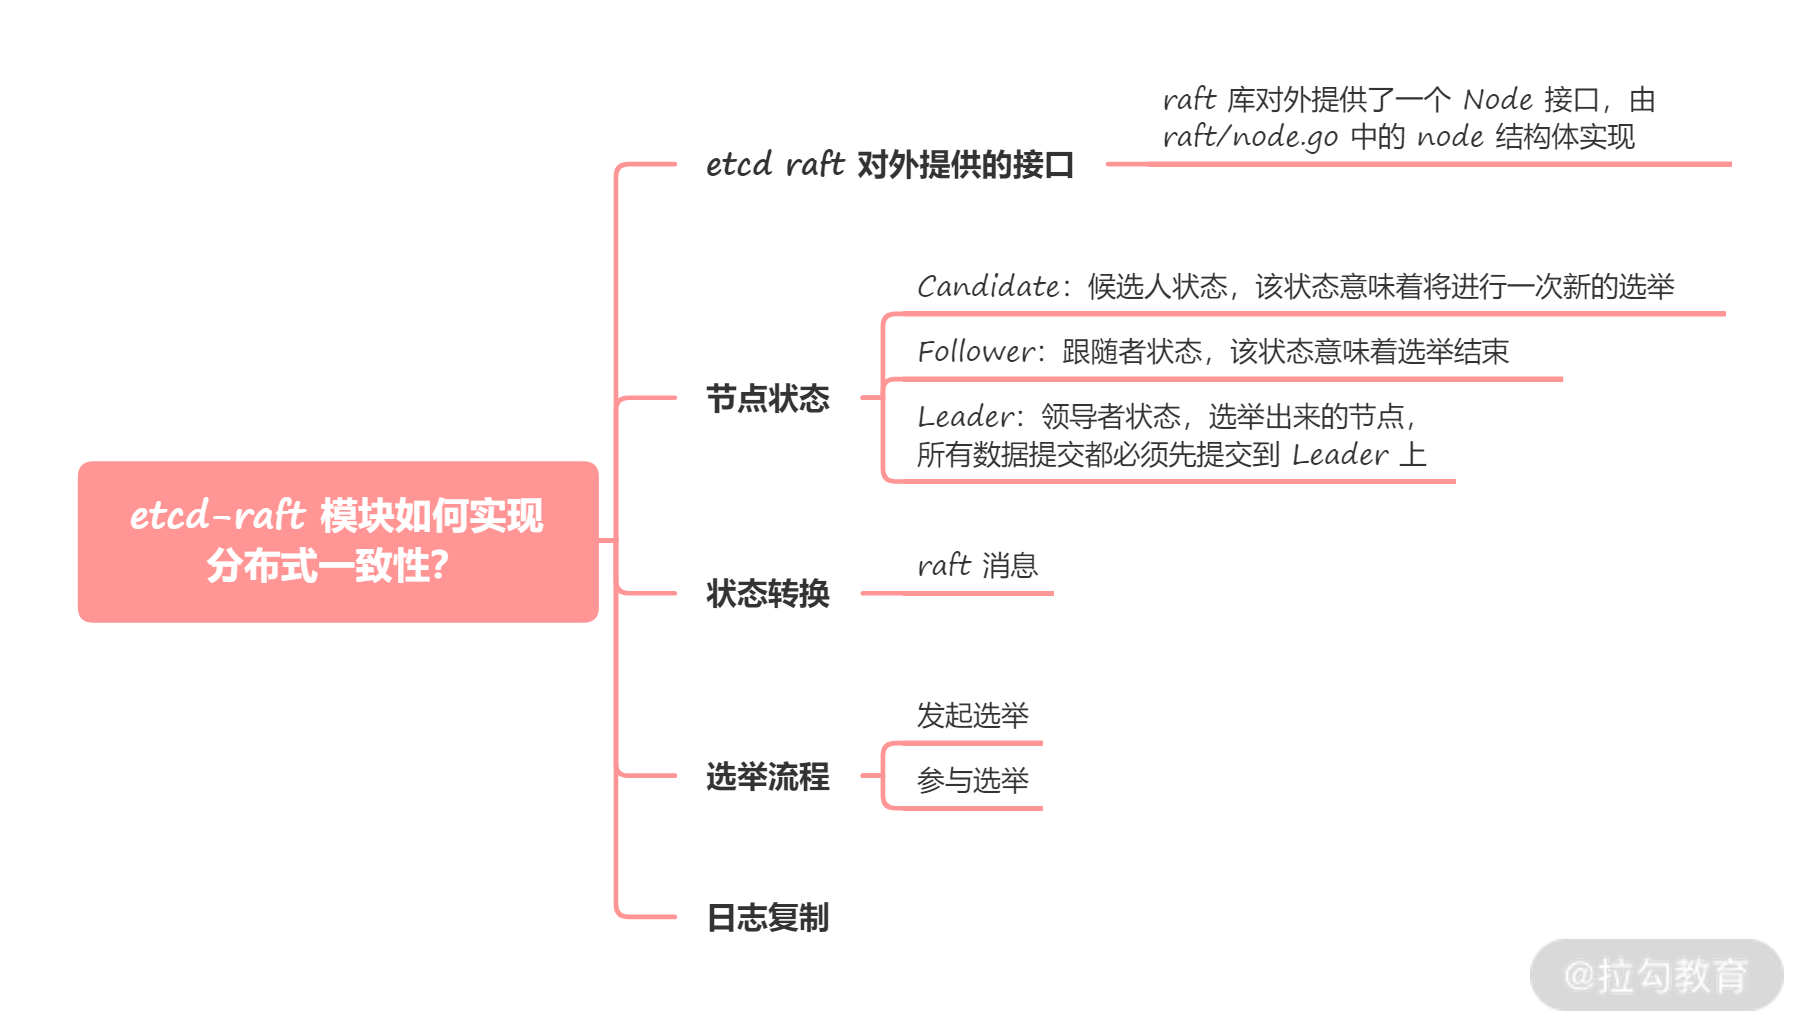 etcd-raft 模块如何实现
分布式一致性？
etcd raft 对外提供的接口
raft 库对外提供了一个 Node 接口，由
raft/node.go 中的 node 结构体实现
节点状态
Candidate：候选人状态，该状态意味着将进行一次新的选举
Follower：跟随者状态，该状态意味着选举结束
Leader：领导者状态，选举出来的节点，
所有数据提交都必须先提交到 Leader 上
状态转换
raft 消息
选举流程
发起选举
参与选举
日志复制
@拉勾教育